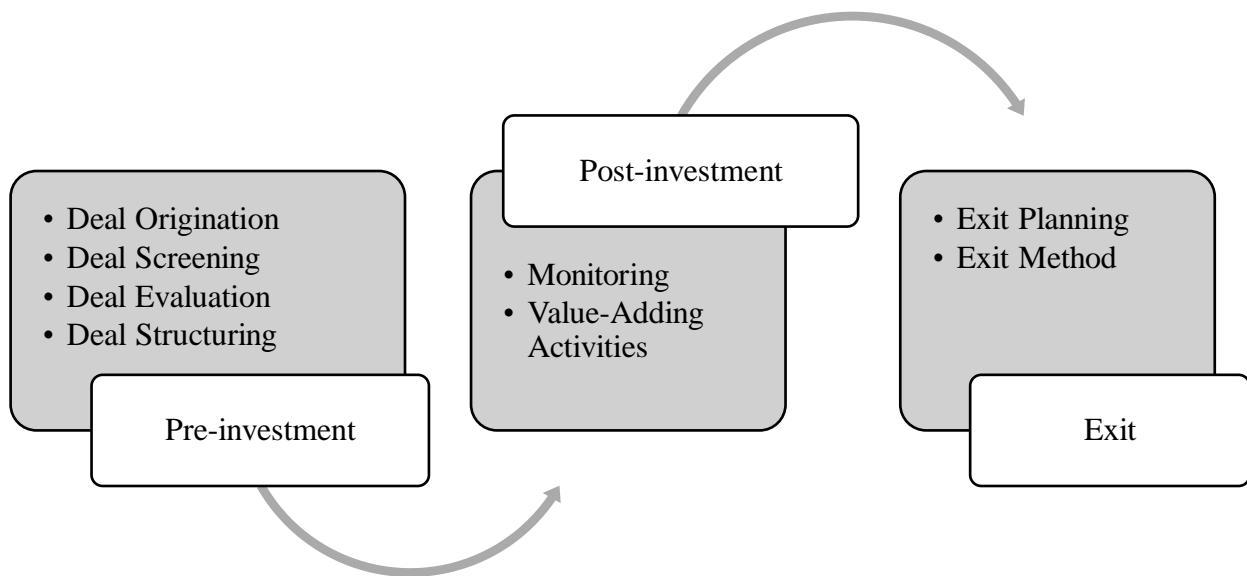 • Deal Origination
• Deal Screening
• Deal Evaluation
• Deal Structuring
Pre-investment
Post-investment
• Monitoring
• Value-Adding
Activities
• Exit Planning
• Exit Method
Exit